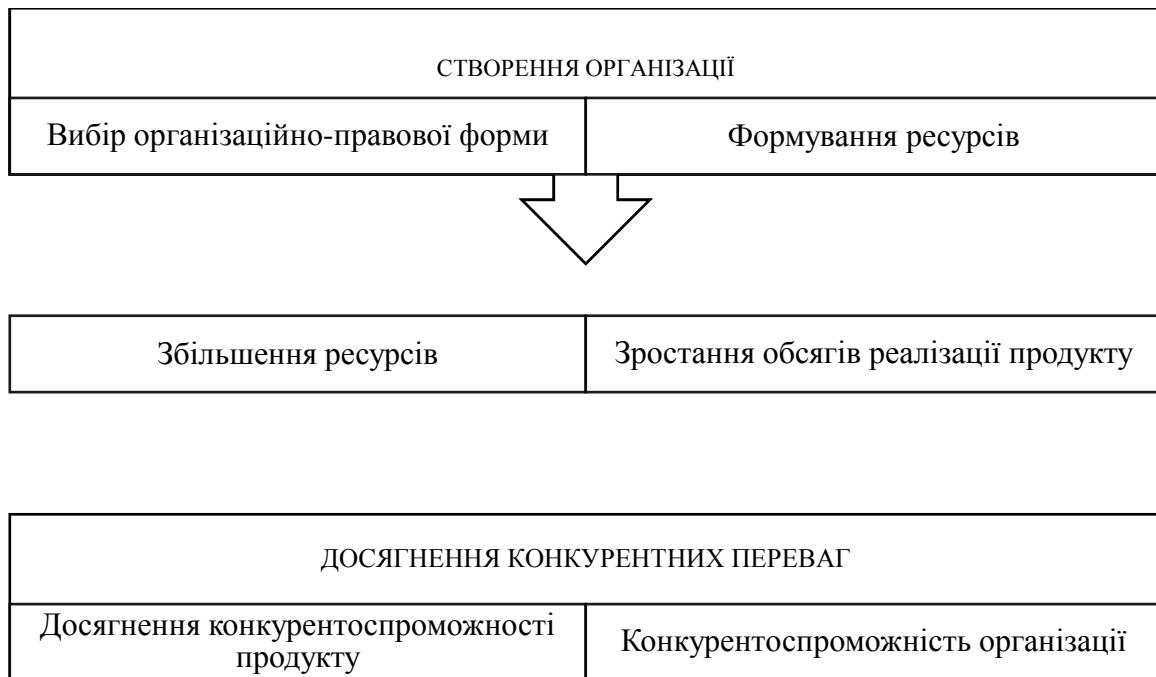 СТВОРЕННЯ ОРГАНІЗАЦІЇ
Вибір організаційно-правової форми
Формування ресурсів
Збільшення ресурсів
Зростання обсягів реалізації продукту
ДОСЯГНЕННЯ КОНКУРЕНТНИХ ПЕРЕВАГ
Досягнення конкурентоспроможності
продукту
Конкурентоспроможність організації